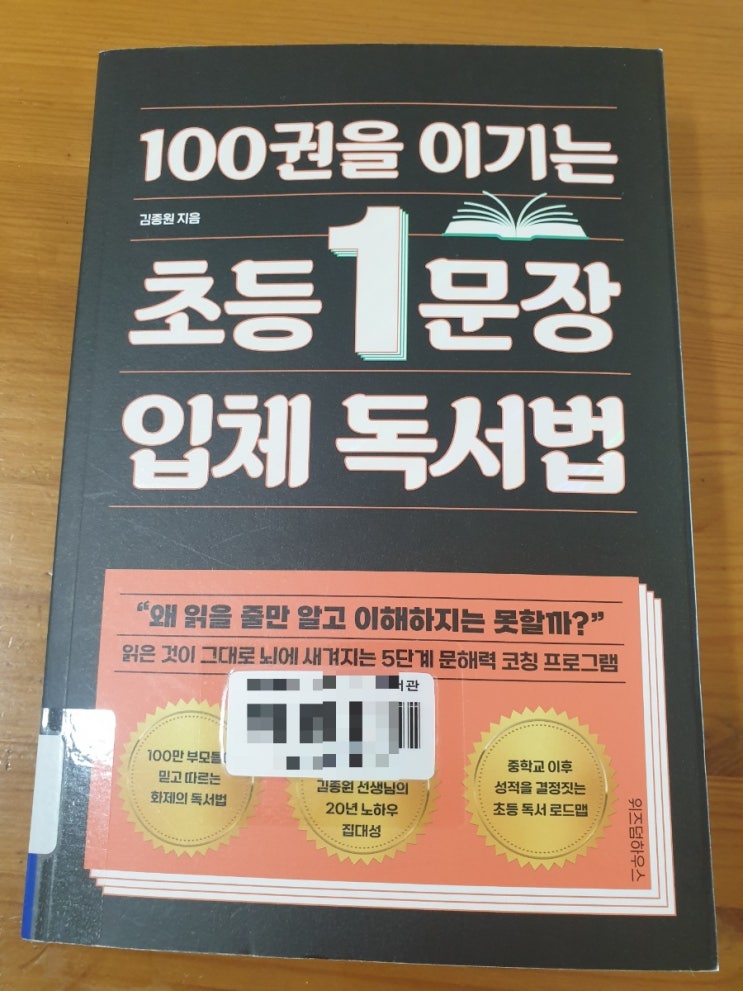 100권을 이기는
김종원 지음
초등 1 문장
입체 독서법
“왜 읽을 줄만 알고 이해하지는 못할까?”
읽은 것이 그대로 뇌에 새겨지는 5단계 문해력 코칭 프로그램
서관
100만 부모들이
믿고 따르는
화제의 독서법
김종원 선생님의
20년 노하우
집대성
중학교 이후
성적을 결정짓는
초등 독서 로드맵
위즈덤하우스